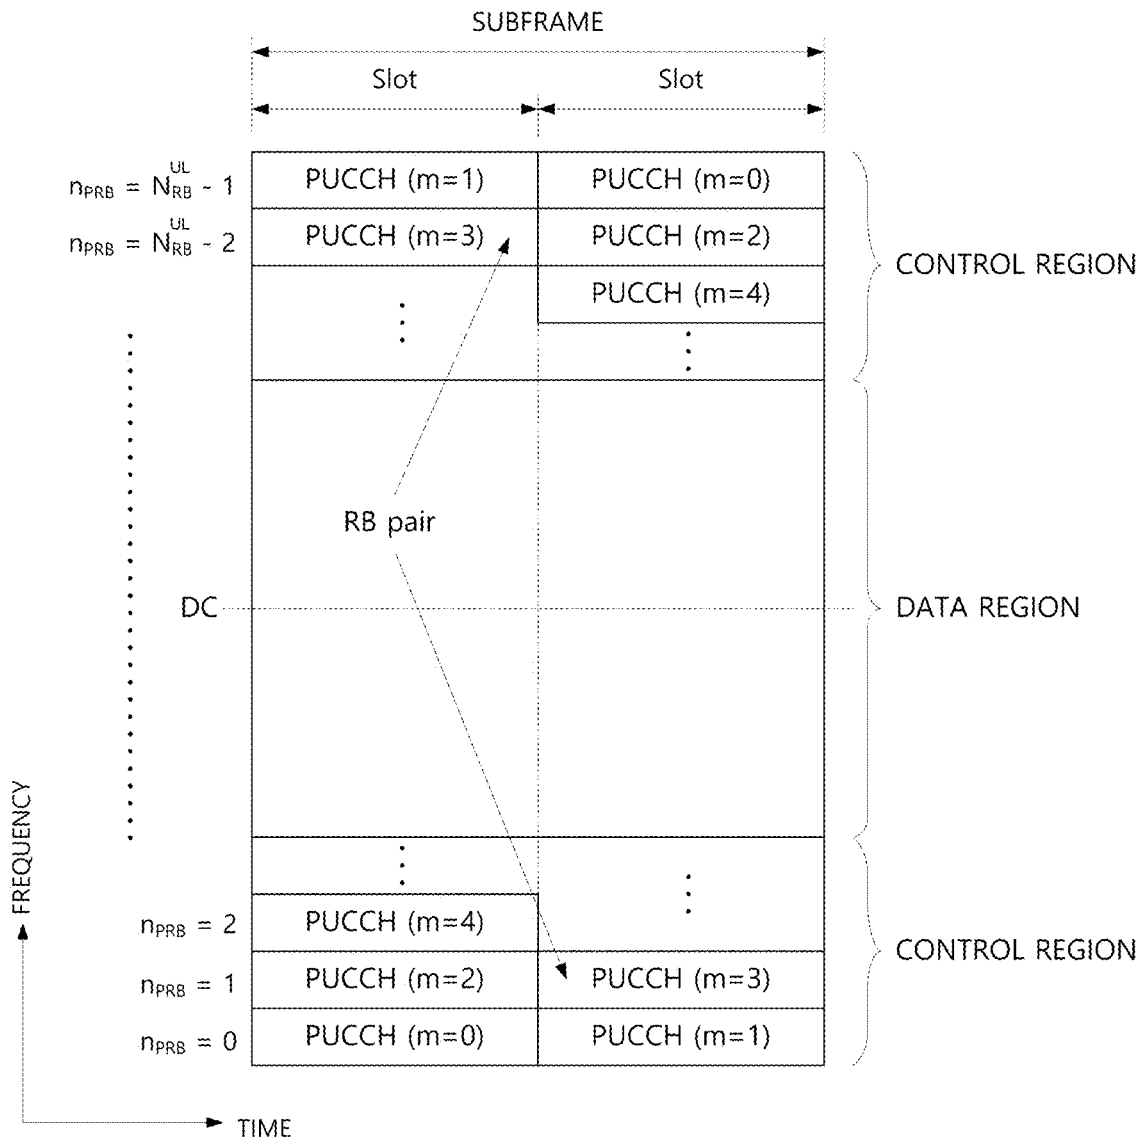 SUBFRAME
Slot Slot
nPRB = N^UL_RB - 1 PUCCH (m=1) PUCCH (m=0)
nPRB = N^UL_RB - 2 PUCCH (m=3) PUCCH (m=2)
CONTROL REGION
PUCCH (m=4)
RB pair
DC DATA REGION
FREQUENCY
nPRB = 2 PUCCH (m=4)
CONTROL REGION
nPRB = 1 PUCCH (m=2) PUCCH (m=3)
nPRB = 0 PUCCH (m=0) PUCCH (m=1)
TIME